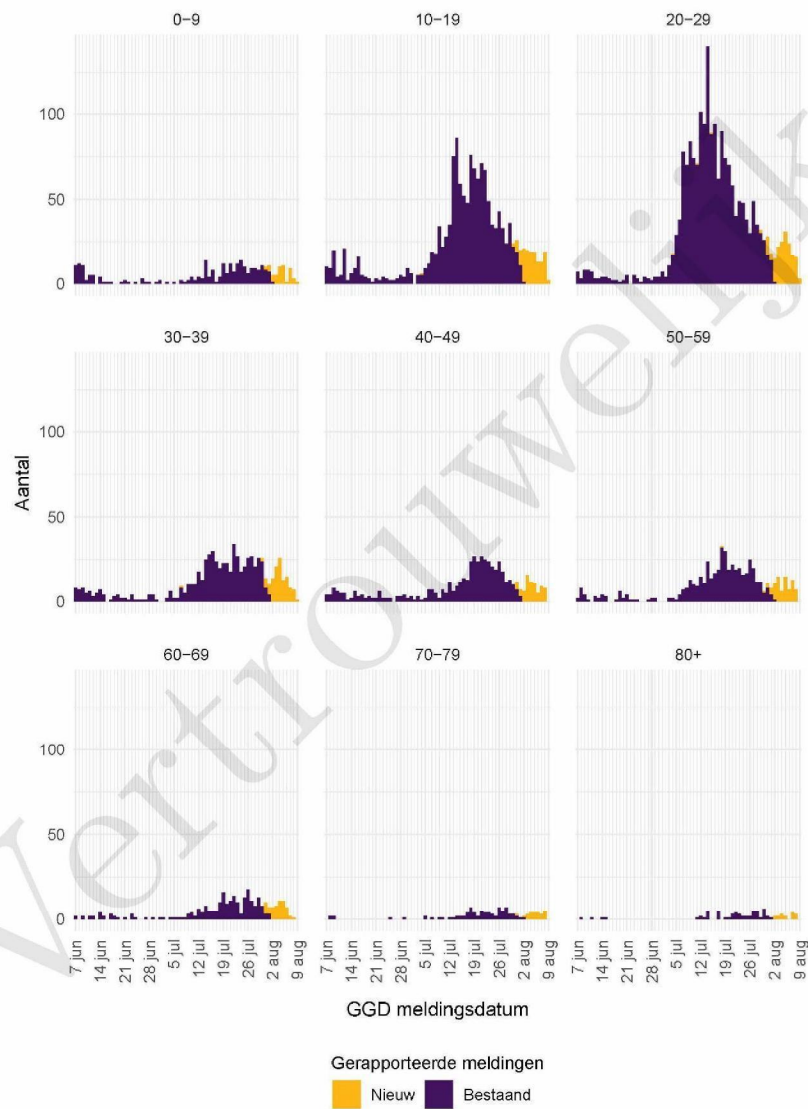 0-9 10-19 20-29
100
50
0
30-39 40-49 50-59
100
50
0
Aantal
60-69 70-79 80+
100
50
0
7 jun 14 jun 21 jun 28 jun 5 jul 12 jul 19 jul 26 jul 2 aug 9 aug
7 jun 14 jun 21 jun 28 jun 5 jul 12 jul 19 jul 26 jul 2 aug 9 aug
7 jun 14 jun 21 jun 28 jun 5 jul 12 jul 19 jul 26 jul 2 aug 9 aug
GGD meldingsdatum
Gerapporteerde meldingen
Nieuw Bestaand
Vertrouwelijk